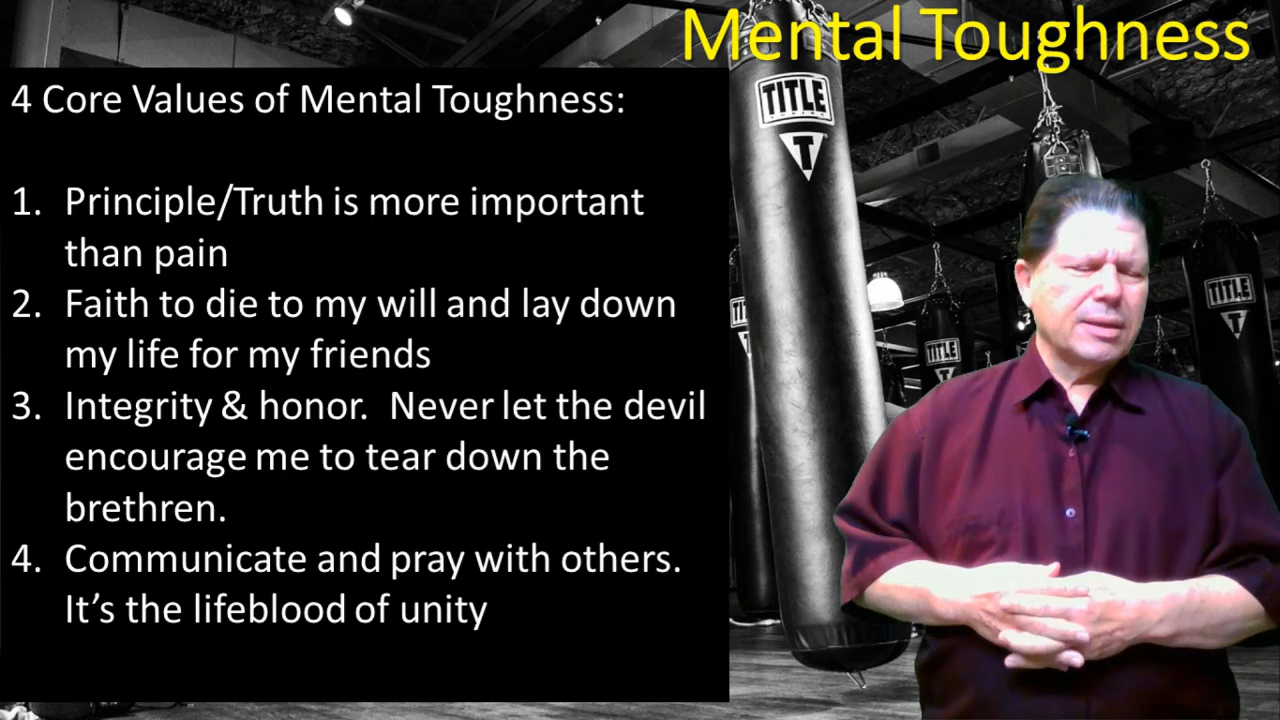 Mental Toughness
4 Core Values of Mental Toughness:
1. Principle/Truth is more important
than pain
2. Faith to die to my will and lay down
my life for my friends
3. Integrity & honor.  Never let the devil
encourage me to tear down the
brethren.
4. Communicate and pray with others.
It’s the lifeblood of unity
TITLE
T
TITLE
T
TITLE
T